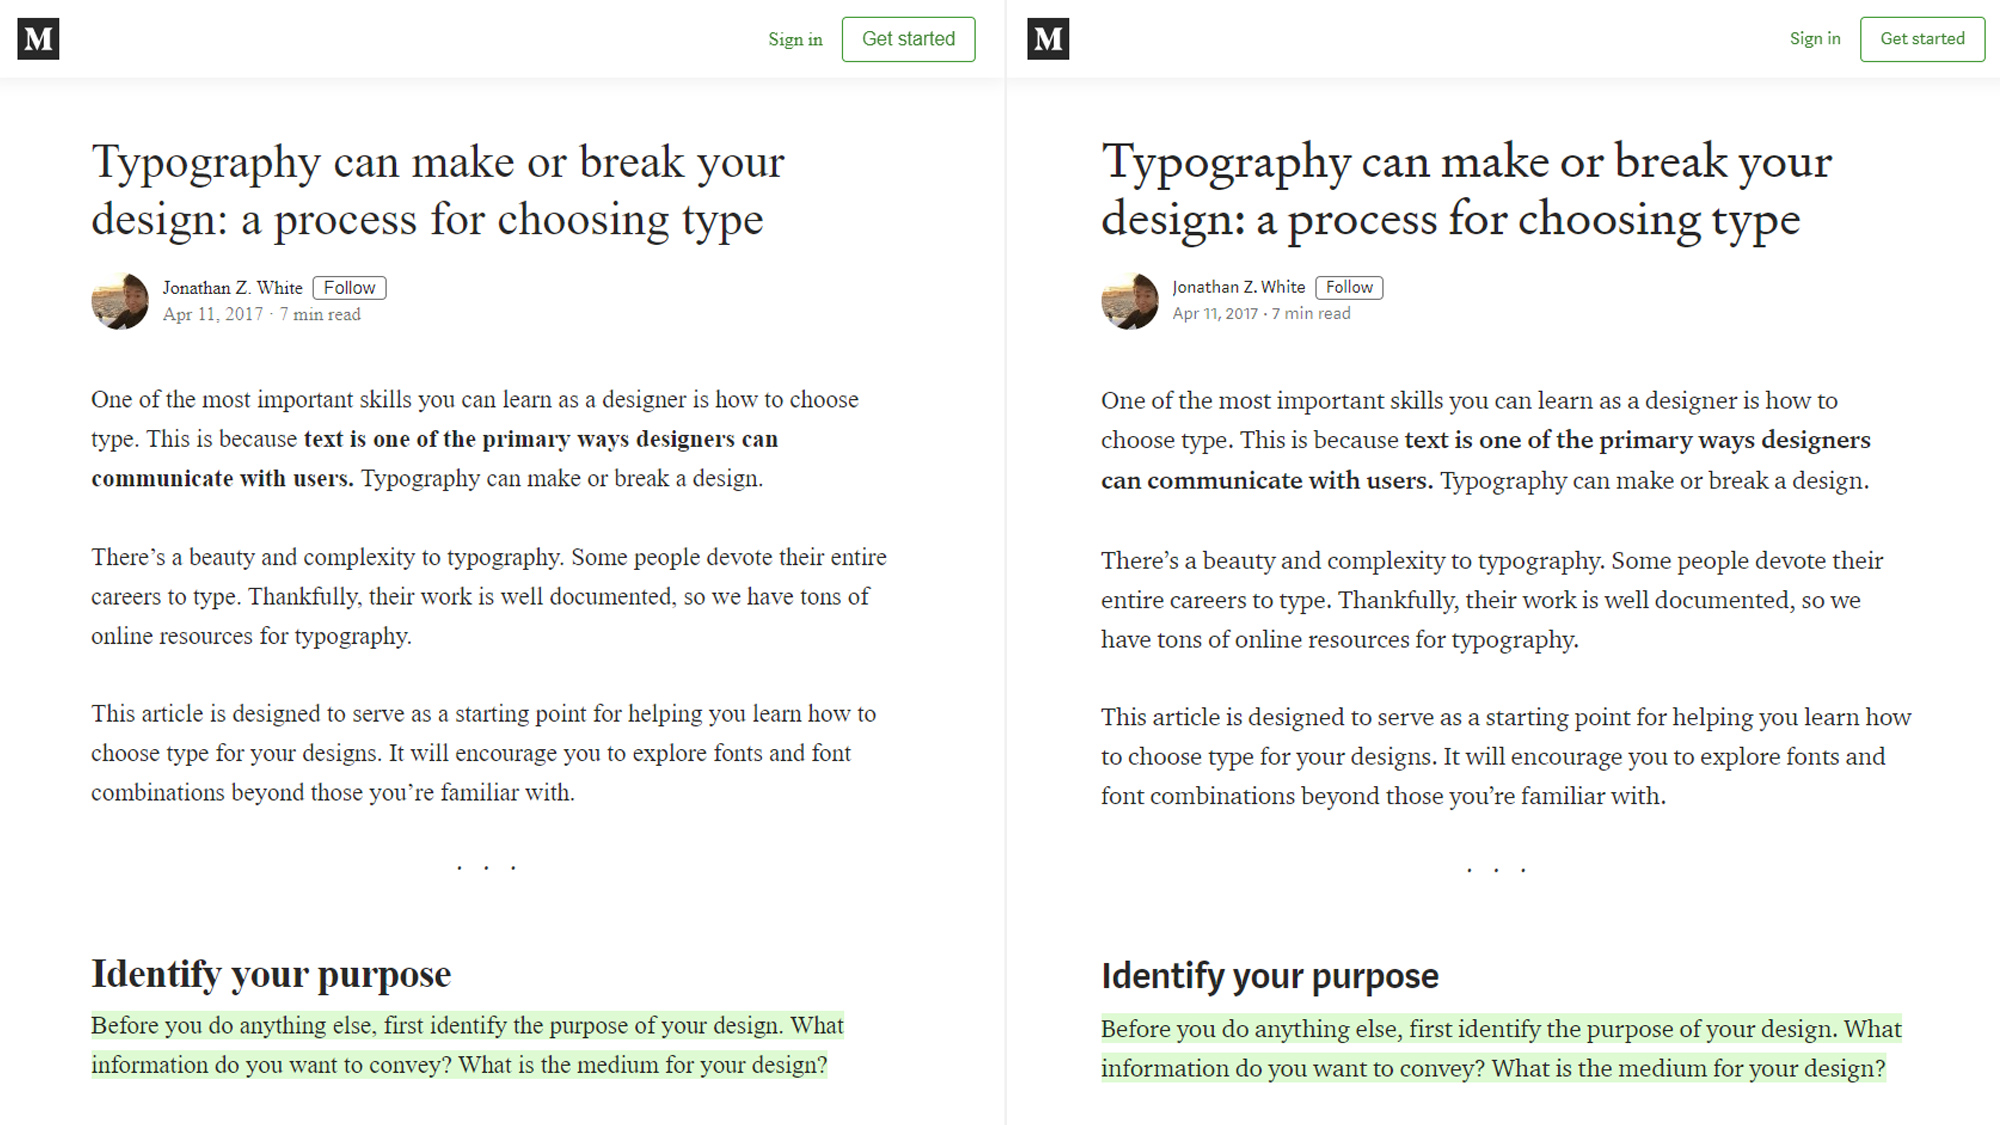 M
Sign in
Get started
Typography can make or break your
design: a process for choosing type
Jonathan Z. White Follow
Apr 11, 2017 · 7 min read
One of the most important skills you can learn as a designer is how to choose
type. This is because text is one of the primary ways designers can
communicate with users. Typography can make or break a design.
There’s a beauty and complexity to typography. Some people devote their entire
careers to type. Thankfully, their work is well documented, so we have tons of
online resources for typography.
This article is designed to serve as a starting point for helping you learn how to
choose type for your designs. It will encourage you to explore fonts and font
combinations beyond those you’re familiar with.
. . .
Identify your purpose
Before you do anything else, first identify the purpose of your design. What
information do you want to convey? What is the medium for your design?
M
Sign in
Get started
Typography can make or break your
design: a process for choosing type
Jonathan Z. White Follow
Apr 11, 2017 · 7 min read
One of the most important skills you can learn as a designer is how to
choose type. This is because text is one of the primary ways designers
can communicate with users. Typography can make or break a design.
There’s a beauty and complexity to typography. Some people devote their
entire careers to type. Thankfully, their work is well documented, so we
have tons of online resources for typography.
This article is designed to serve as a starting point for helping you learn how
to choose type for your designs. It will encourage you to explore fonts and
font combinations beyond those you’re familiar with.
. . .
Identify your purpose
Before you do anything else, first identify the purpose of your design. What
information do you want to convey? What is the medium for your design?